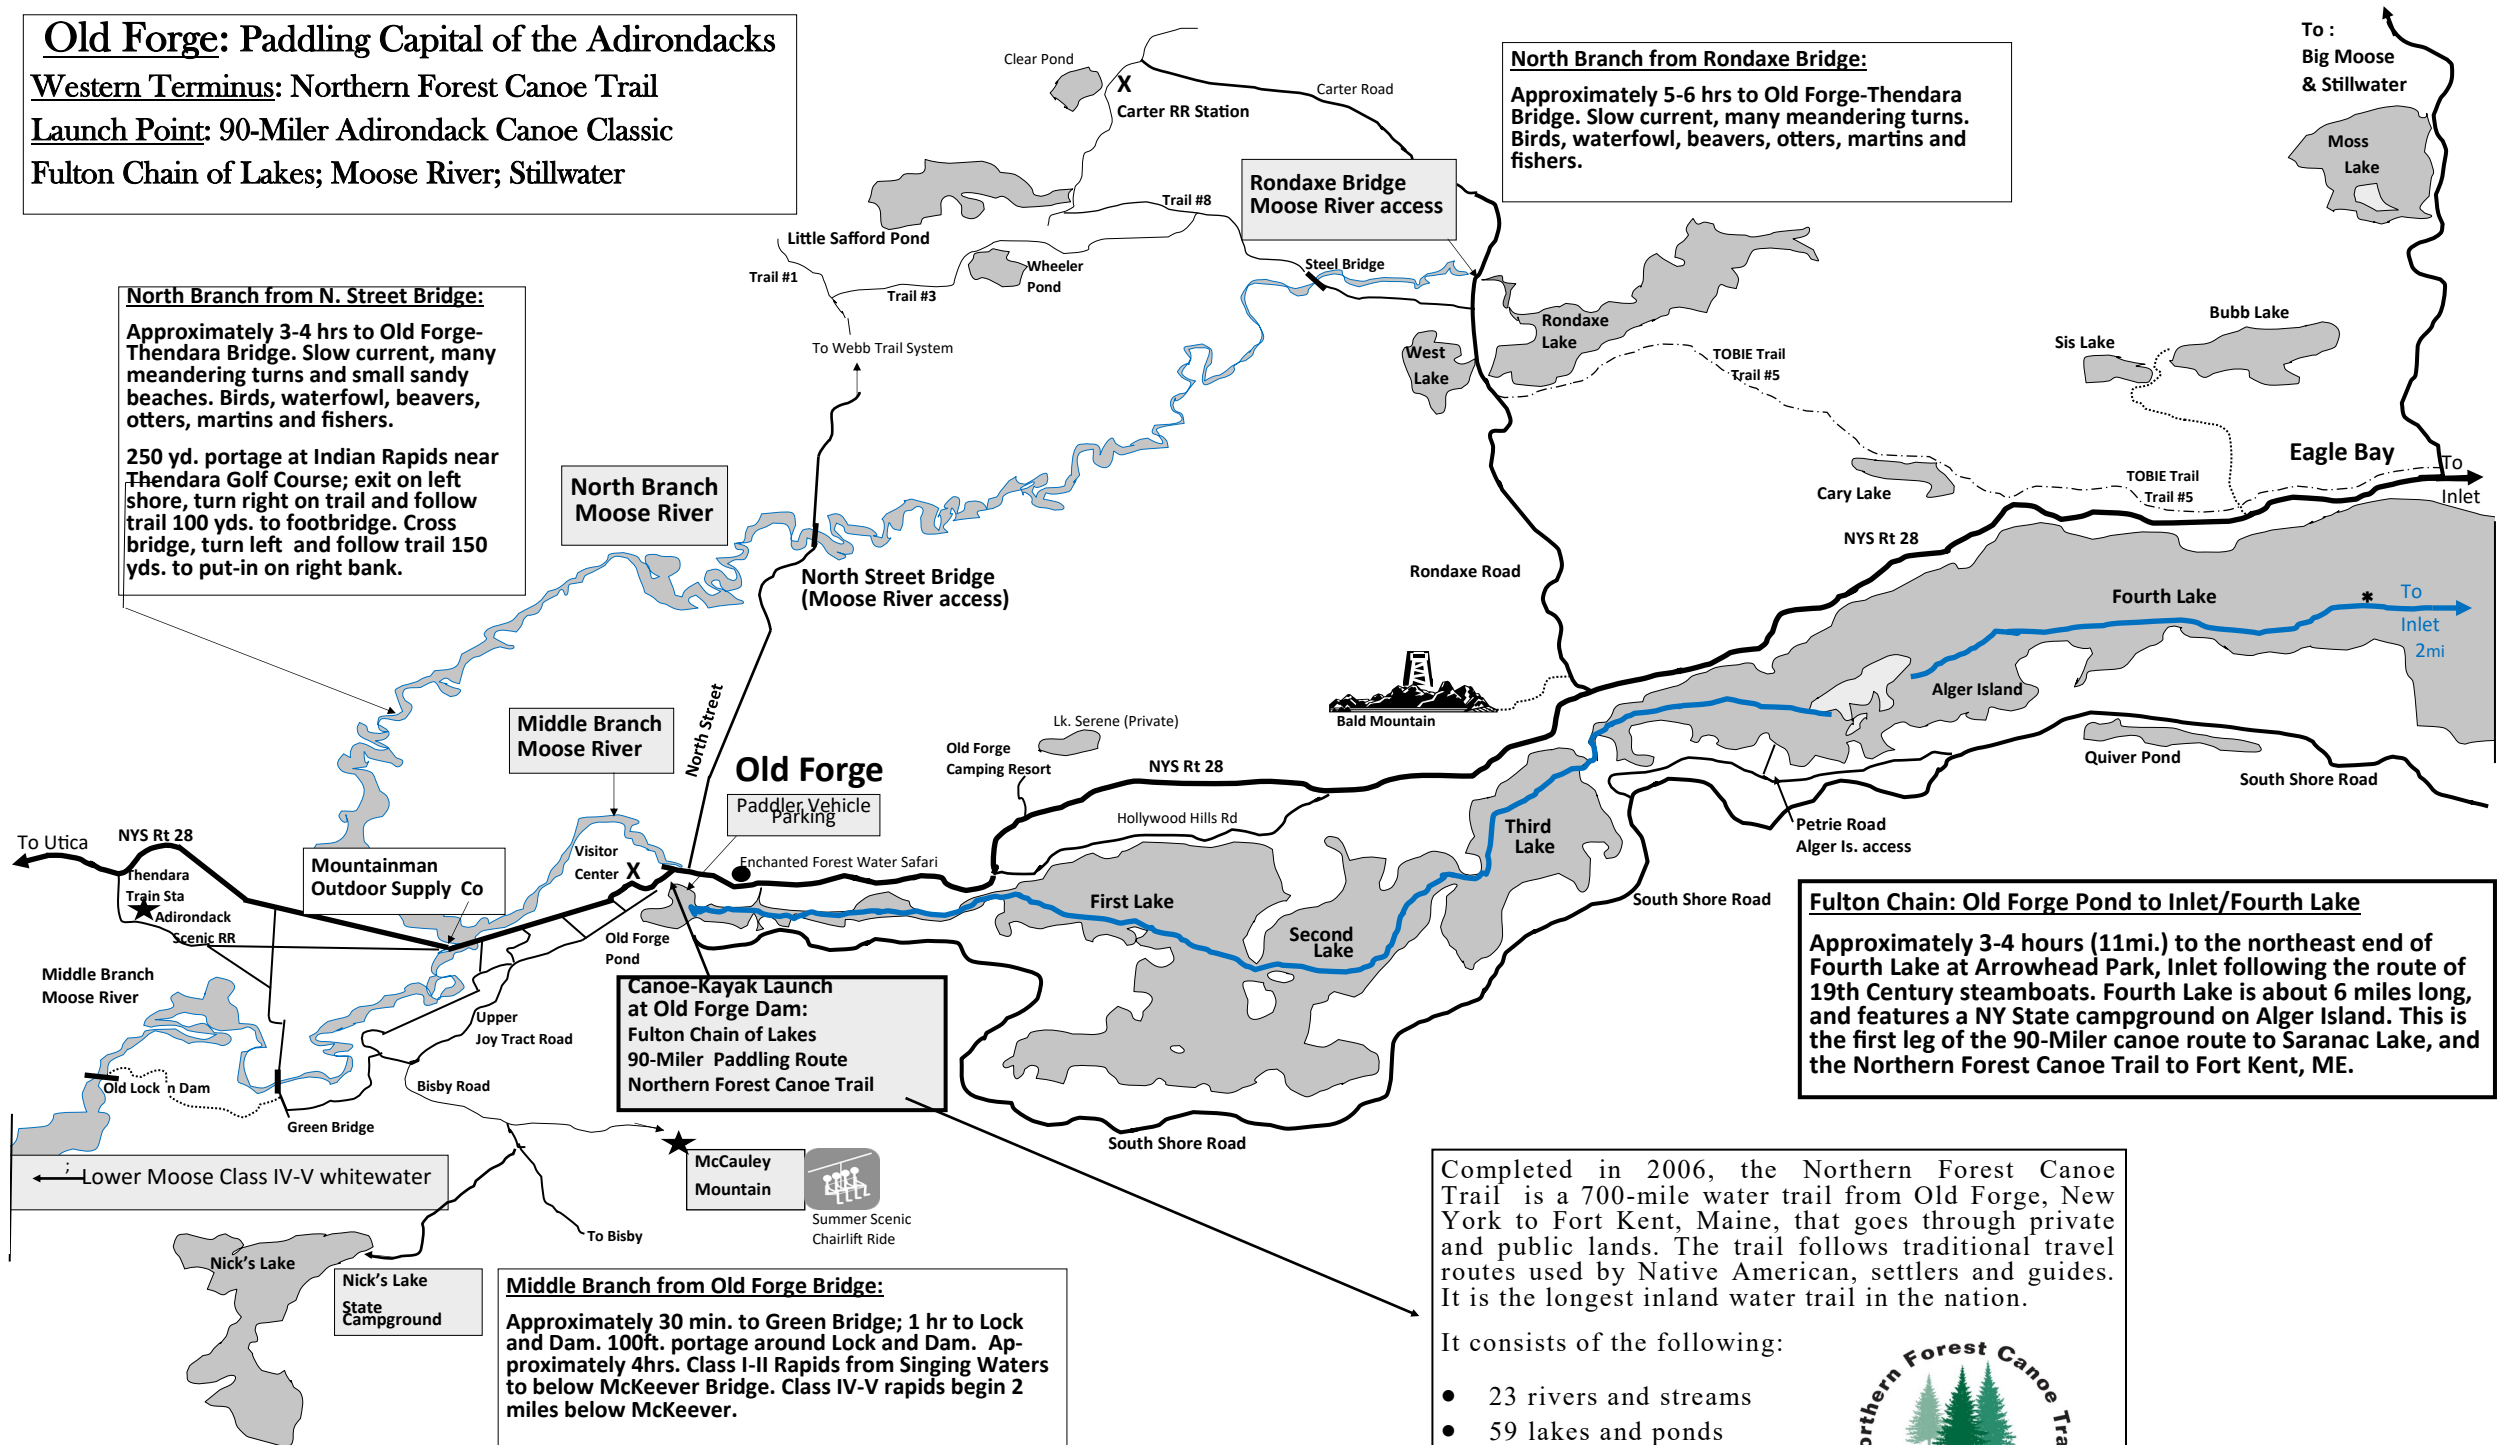 Old Forge: Paddling Capital of the Adirondacks
Western Terminus: Northern Forest Canoe Trail
Launch Point: 90-Miler Adirondack Canoe Classic
Fulton Chain of Lakes; Moose River; Stillwater
Clear Pond
X
Carter RR Station
Carter Road
North Branch from Rondaxe Bridge:
Approximately 5-6 hrs to Old Forge-Thendara
Bridge. Slow current, many meandering turns.
Birds, waterfowl, beavers, otters, martins and
fishers.
To :
Big Moose
& Stillwater
Moss
Lake
Rondaxe Bridge
Moose River access
Trail #8
Little Safford Pond
Trail #1
Trail #3
Wheeler
Pond
Steel Bridge
To Webb Trail System
North Branch from N. Street Bridge:
Approximately 3-4 hrs to Old Forge-
Thendara Bridge. Slow current, many
meandering turns and small sandy
beaches. Birds, waterfowl, beavers,
otters, martins and fishers.
250 yd. portage at Indian Rapids near
Thendara Golf Course; exit on left
shore, turn right on trail and follow
trail 100 yds. to footbridge. Cross
bridge, turn left and follow trail 150
yds. to put-in on right bank.
Rondaxe
Lake
West
Lake
TOBIE Trail
Trail #5
Sis Lake
Bubb Lake
Eagle Bay
To
Inlet
TOBIE Trail
Trail #5
Cary Lake
NYS Rt 28
North Branch
Moose River
North Street Bridge
(Moose River access)
Rondaxe Road
Fourth Lake
*
To
Inlet
2mi
Alger Island
Bald Mountain
Quiver Pond
South Shore Road
Middle Branch
Moose River
North Street
Old Forge
Paddler Vehicle
Parking
Lk. Serene (Private)
Old Forge
Camping Resort
NYS Rt 28
Hollywood Hills Rd
Third
Lake
Petrie Road
Alger Is. access
To Utica
NYS Rt 28
Thendara
Train Sta
Adirondack
Scenic RR
Mountainman
Outdoor Supply Co
Visitor
Center
X
Enchanted Forest Water Safari
First Lake
Second
Lake
South Shore Road
Old Forge
Pond
Middle Branch
Moose River
Upper
Joy Tract Road
Canoe-Kayak Launch
at Old Forge Dam:
Fulton Chain of Lakes
90-Miler Paddling Route
Northern Forest Canoe Trail
Fulton Chain: Old Forge Pond to Inlet/Fourth Lake
Approximately 3-4 hours (11mi.) to the northeast end of
Fourth Lake at Arrowhead Park, Inlet following the route of
19th Century steamboats. Fourth Lake is about 6 miles long,
and features a NY State campground on Alger Island. This is
the first leg of the 90-Miler canoe route to Saranac Lake, and
the Northern Forest Canoe Trail to Fort Kent, ME.
Old Lock 'n Dam
Bisby Road
Green Bridge
South Shore Road
;
Lower Moose Class IV-V whitewater
McCauley
Mountain
Summer Scenic
Chairlift Ride
To Bisby
Nick's Lake
Nick's Lake
State
Campground
Middle Branch from Old Forge Bridge:
Approximately 30 min. to Green Bridge; 1 hr to Lock
and Dam. 100ft. portage around Lock and Dam. Ap-
proximately 4hrs. Class I-II Rapids from Singing Waters
to below McKeever Bridge. Class IV-V rapids begin 2
miles below McKeever.
Completed in 2006, the Northern Forest Canoe
Trail is a 700-mile water trail from Old Forge, New
York to Fort Kent, Maine, that goes through private
and public lands. The trail follows traditional travel
routes used by Native American, settlers and guides.
It is the longest inland water trail in the nation.
It consists of the following:
• 23 rivers and streams
• 59 lakes and ponds
orthern Forest Canoe Tra